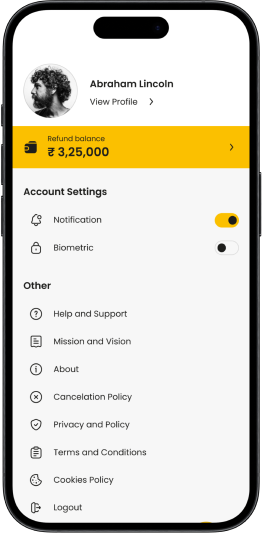 Abraham Lincoln
View Profile
Refund balance
₹ 3,25,000
Account Settings
Notification
Biometric
Other
Help and Support
Mission and Vision
About
Cancelation Policy
Privacy and Policy
Terms and Conditions
Cookies Policy
Logout